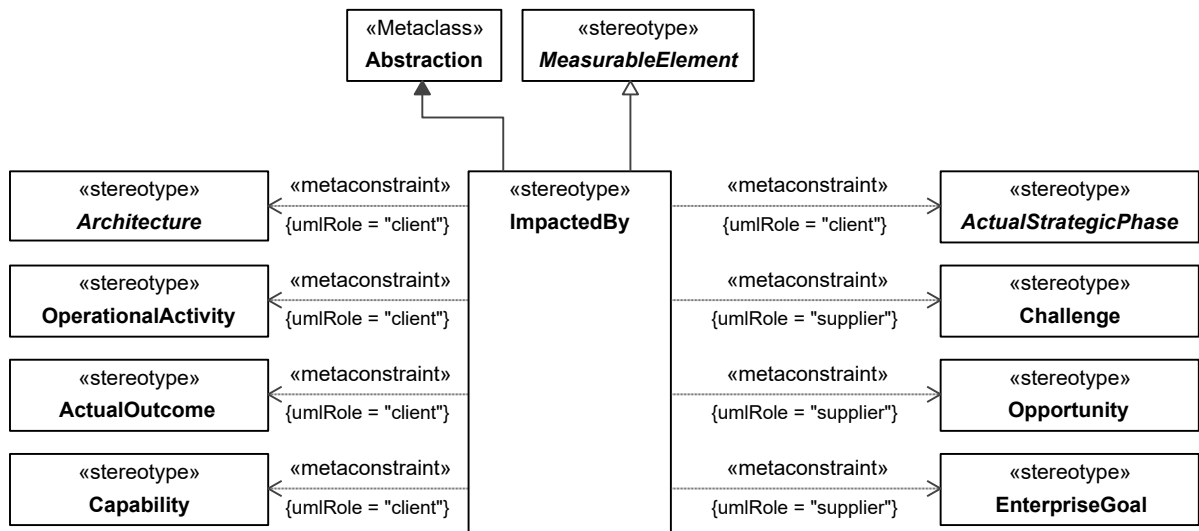 «Metaclass»
Abstraction
«stereotype»
MeasurableElement
«stereotype»
Architecture
«metaconstraint»
{umlRole = "client"}
«stereotype»
ImpactedBy
«metaconstraint»
{umlRole = "client"}
«stereotype»
ActualStrategicPhase
«stereotype»
OperationalActivity
«metaconstraint»
{umlRole = "client"}
«metaconstraint»
{umlRole = "supplier"}
«stereotype»
Challenge
«stereotype»
ActualOutcome
«metaconstraint»
{umlRole = "client"}
«metaconstraint»
{umlRole = "supplier"}
«stereotype»
Opportunity
«stereotype»
Capability
«metaconstraint»
{umlRole = "client"}
«metaconstraint»
{umlRole = "supplier"}
«stereotype»
EnterpriseGoal